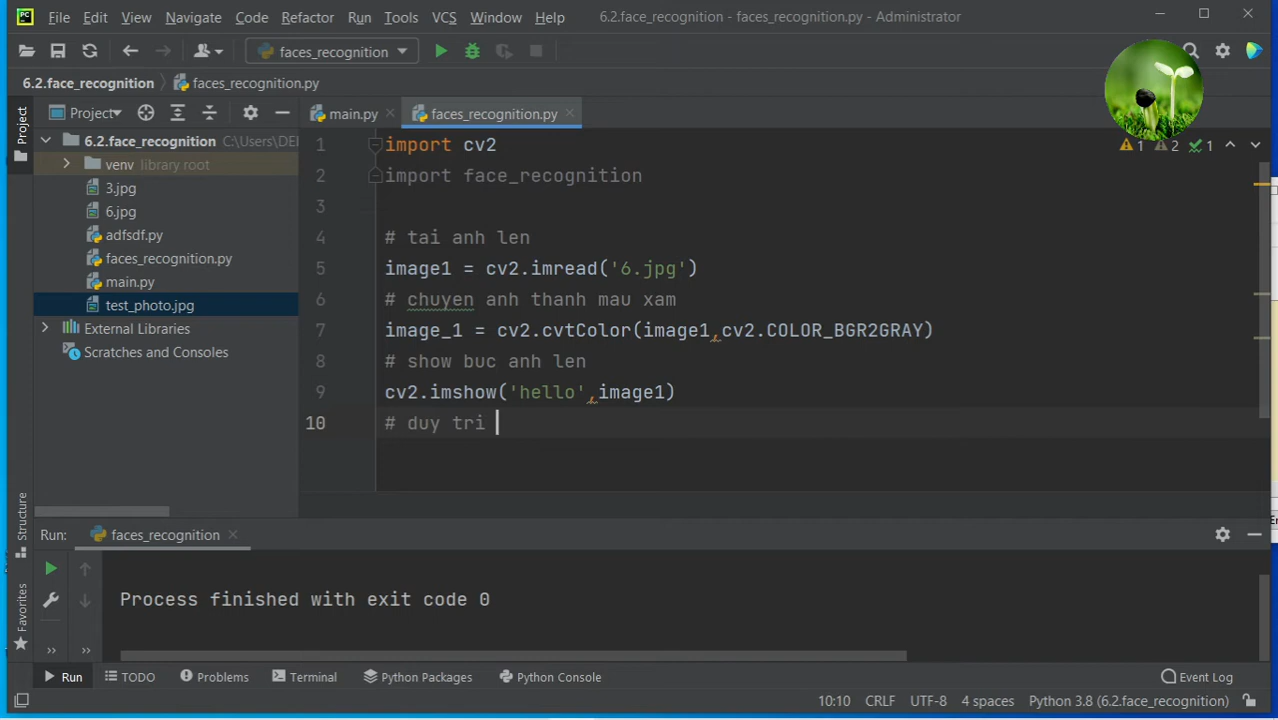 PC File Edit View Navigate Code Refactor Run Tools VCS Window Help 6.2.face_recognition - faces_recognition.py - Administrator
faces_recognition
6.2.face_recognition faces_recognition.py
Project main.py faces_recognition.py
Project
6.2.face_recognition C:\Users\DEI
venv library root
3.jpg
6.jpg
adfsdf.py
faces_recognition.py
main.py
test_photo.jpg
External Libraries
Scratches and Consoles
1 import cv2
2 import face_recognition
3
4 # tai anh len
5 image1 = cv2.imread('6.jpg')
6 # chuyen anh thanh mau xam
7 image_1 = cv2.cvtColor(image1,cv2.COLOR_BGR2GRAY)
8 # show buc anh len
9 cv2.imshow('hello',image1)
10 # duy tri
1 2 1
Structure
Favorites
Run: faces_recognition
Process finished with exit code 0
Run TODO Problems Terminal Python Packages Python Console Event Log
10:10 CRLF UTF-8 4 spaces Python 3.8 (6.2.face_recognition)